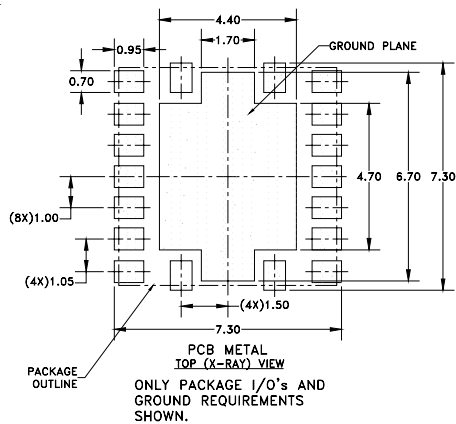 4.40
1.70
GROUND PLANE
0.95
0.70
4.70
6.70
7.30
(8X)1.00
(4X)1.05
(4X)1.50
7.30
PACKAGE
OUTLINE
PCB METAL
TOP (X-RAY) VIEW
ONLY PACKAGE I/O's AND
GROUND REQUIREMENTS
SHOWN.